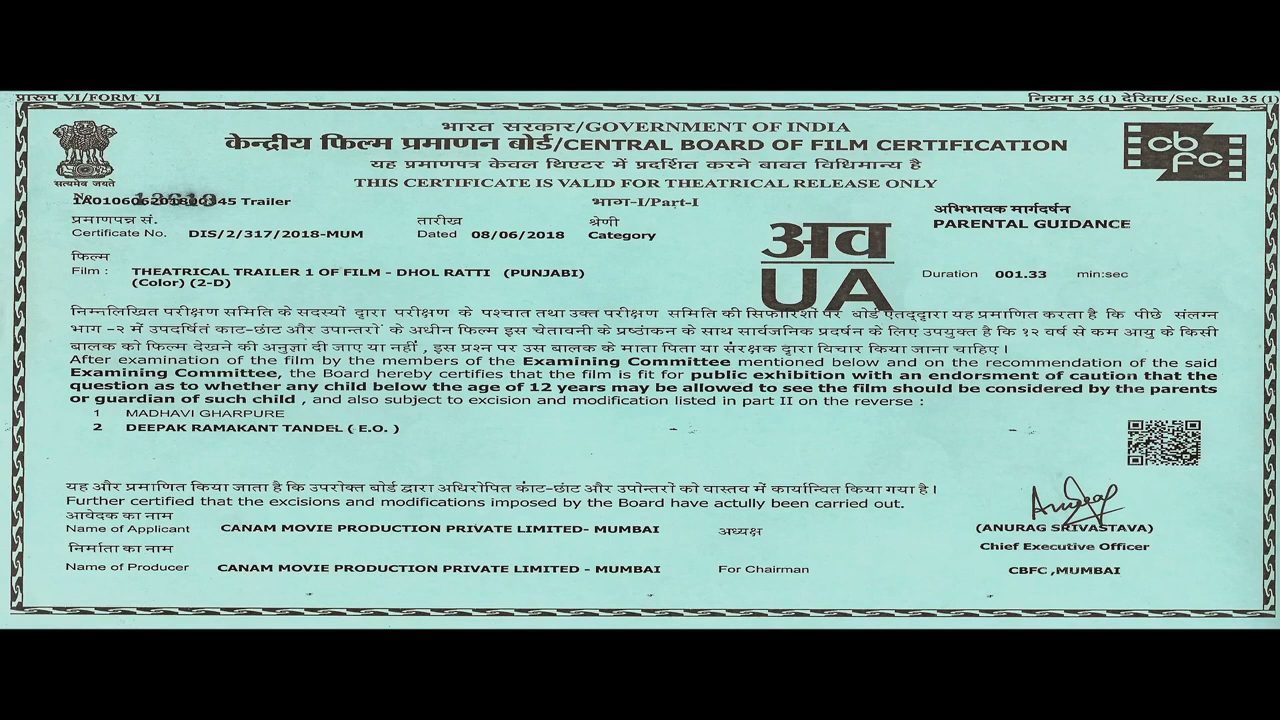 प्रारूप VI/FORM VI
नियम 35 (1) देखिए/Sec. Rule 35 (1)
भारत सरकार/GOVERNMENT OF INDIA
केन्द्रीय फिल्म प्रमाणन बोर्ड/CENTRAL BOARD OF FILM CERTIFICATION
cb
fc
यह प्रमाणपत्र केवल थिएटर में प्रदर्शित करने बाबत विधिमान्य है
सत्यमेव जयते
THIS CERTIFICATE IS VALID FOR THEATRICAL RELEASE ONLY
Trailer
भाग-I/Part-I
अभिभावक मार्गदर्शन
प्रमाणपत्र सं. तारीख श्रेणी
PARENTAL GUIDANCE
Certificate No. DIS/2/317/2018-MUM Dated 08/06/2018 Category
अव
UA
फिल्म
Film : THEATRICAL TRAILER 1 OF FILM - DHOL RATTI (PUNJABI)
Duration 001.33 min:sec
(Color) (2-D)
निम्नलिखित परीक्षण समिति के सदस्यों द्वारा परीक्षण के पश्चात तथा उक्त परीक्षण समिति की सिफारिशों पर बोर्ड एतद्द्वारा यह प्रमाणित करता है कि पीछे संलग्न
भाग -२ में उपदर्षित काट-छांट और उपान्तरों के अधीन फिल्म इस चेतावनी के प्रष्ठांकन के साथ सार्वजनिक प्रदर्शन के लिए उपयुक्त है कि १२ वर्ष से कम आयु के किसी
बालक को फिल्म देखने की अनुज्ञा दी जाए या नहीं , इस प्रश्न पर उस बालक के माता पिता या संरक्षक द्वारा विचार किया जाना चाहिए ।
After examination of the film by the members of the Examining Committee mentioned below and on the recommendation of the said
Examining Committee, the Board hereby certifies that the film is fit for public exhibition with an endorsment of caution that the
question as to whether any child below the age of 12 years may be allowed to see the film should be considered by the parents
or guardian of such child , and also subject to excision and modification listed in part II on the reverse :
1 MADHAVI GHARPURE
2 DEEPAK RAMAKANT TANDEL ( E.O. )
यह और प्रमाणित किया जाता है कि उपरोक्त बोर्ड द्वारा अधिरोपित कांट-छांट और उपोन्तरों को वास्तव में कार्यान्वित किया गया है ।
Further certified that the excisions and modifications imposed by the Board have actully been carried out.
आवेदक का नाम
Name of Applicant CANAM MOVIE PRODUCTION PRIVATE LIMITED- MUMBAI अध्यक्ष
(ANURAG SRIVASTAVA)
निर्माता का नाम
Chief Executive Officer
Name of Producer CANAM MOVIE PRODUCTION PRIVATE LIMITED - MUMBAI For Chairman
CBFC ,MUMBAI